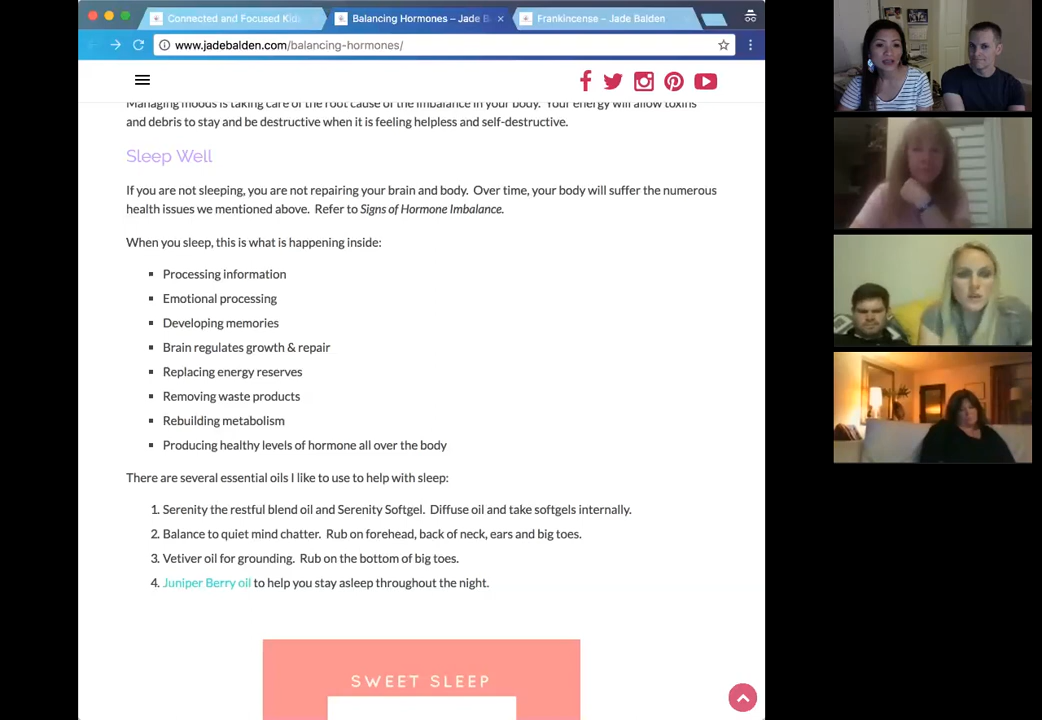 Connected and Focused Kids
Balancing Hormones – Jade B
Frankincense – Jade Balden
www.jadebalden.com/balancing-hormones/
Managing moods is taking care of the root cause of the imbalance in your body. Your energy will allow toxins
and debris to stay and be destructive when it is feeling helpless and self-destructive.
Sleep Well
If you are not sleeping, you are not repairing your brain and body. Over time, your body will suffer the numerous
health issues we mentioned above. Refer to Signs of Hormone Imbalance.
When you sleep, this is what is happening inside:
Processing information
Emotional processing
Developing memories
Brain regulates growth & repair
Replacing energy reserves
Removing waste products
Rebuilding metabolism
Producing healthy levels of hormone all over the body
There are several essential oils I like to use to help with sleep:
1. Serenity the restful blend oil and Serenity Softgel. Diffuse oil and take softgels internally.
2. Balance to quiet mind chatter. Rub on forehead, back of neck, ears and big toes.
3. Vetiver oil for grounding. Rub on the bottom of big toes.
4. Juniper Berry oil to help you stay asleep throughout the night.
SWEET SLEEP